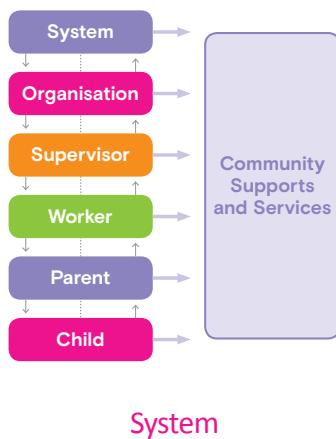 System
Organisation
Supervisor
Worker
Parent
Child
Community
Supports
and Services
System